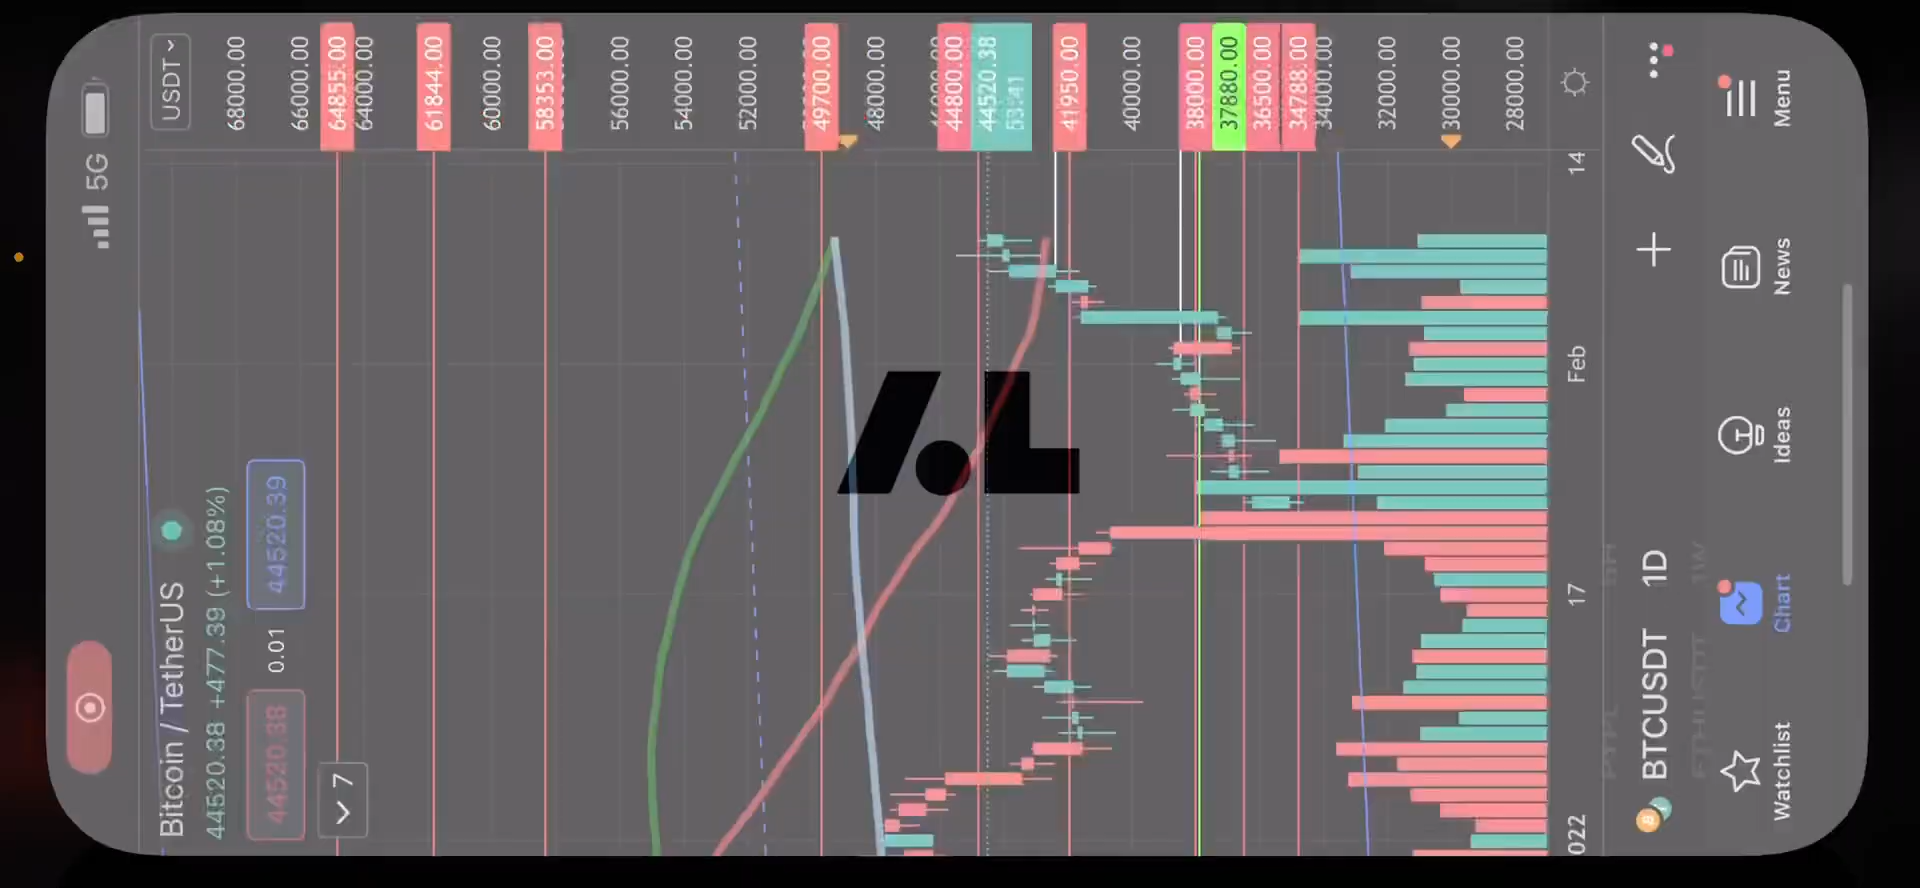 5G
USDT
68000.00
66000.00
64855.00
64000.00
61844.00
60000.00
58353.00
56000.00
54000.00
52000.00
49700.00
48000.00
44800.00
44520.38
53:41
41950.00
40000.00
38000.00
37880.00
36500.00
34788.00
34000.00
32000.00
30000.00
28000.00
Bitcoin / TetherUS
44520.38 +477.39 (+1.08%)
44520.38 0.01 44520.39
7
022
17
Feb
14
BTCUSDT 1D
Watchlist
Chart
Ideas
News
Menu